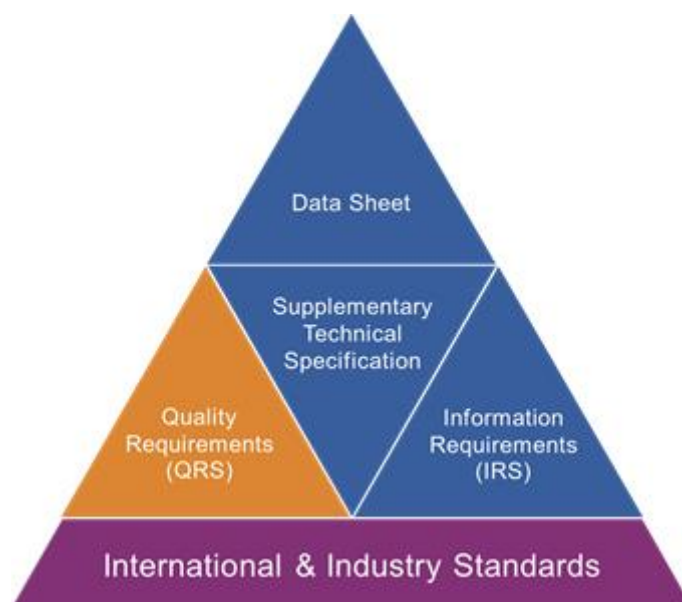 Data Sheet
Supplementary
Technical
Specification
Quality
Requirements
(QRS)
Information
Requirements
(IRS)
International & Industry Standards